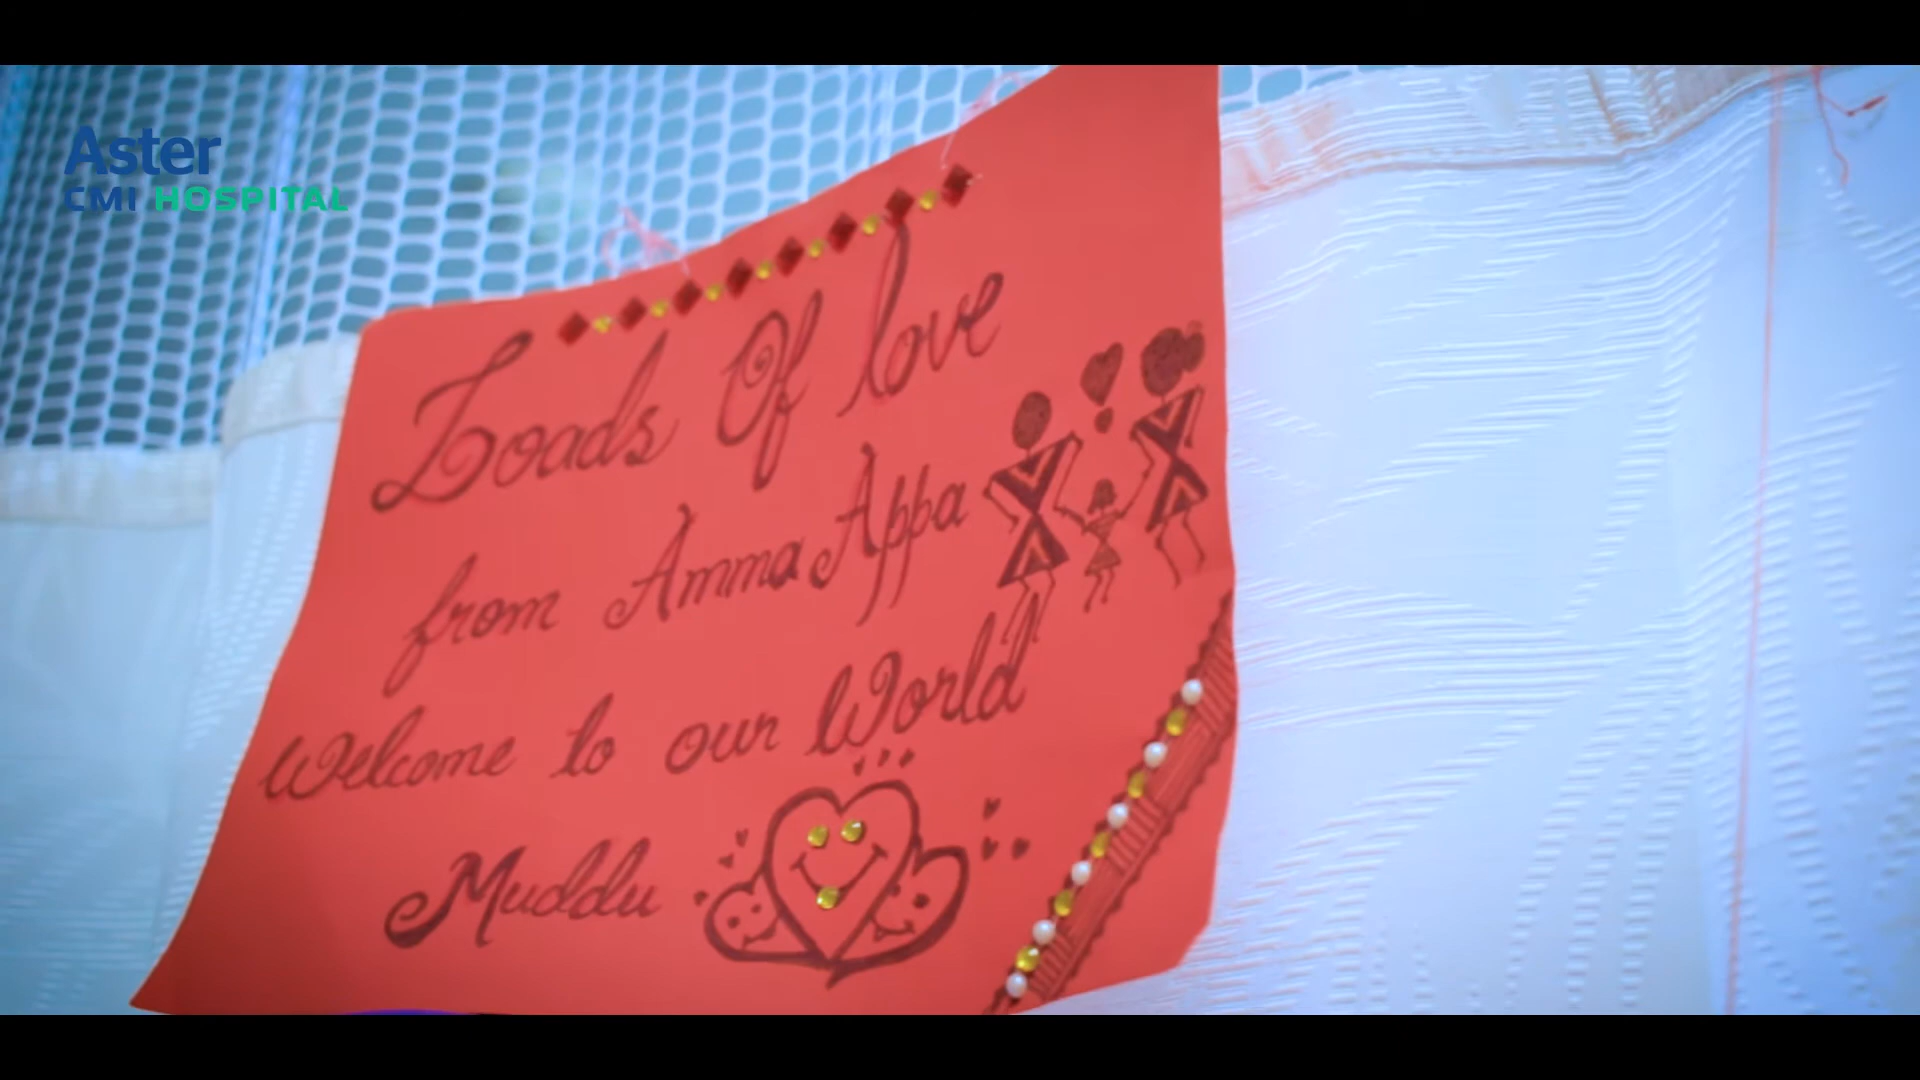 Aster
CMI HOSPITAL
Loads Of love
from Amma Appa
Welcome to our World
Muddu